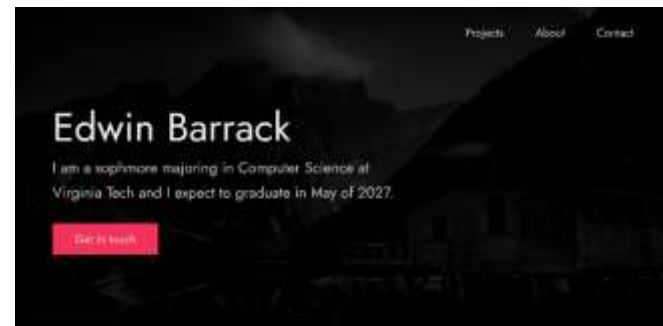 Projects About Contact
Edwin Barrack
I am a sophmore majoring in Computer Science at
Virginia Tech and I expect to graduate in May of 2027.
Get in touch